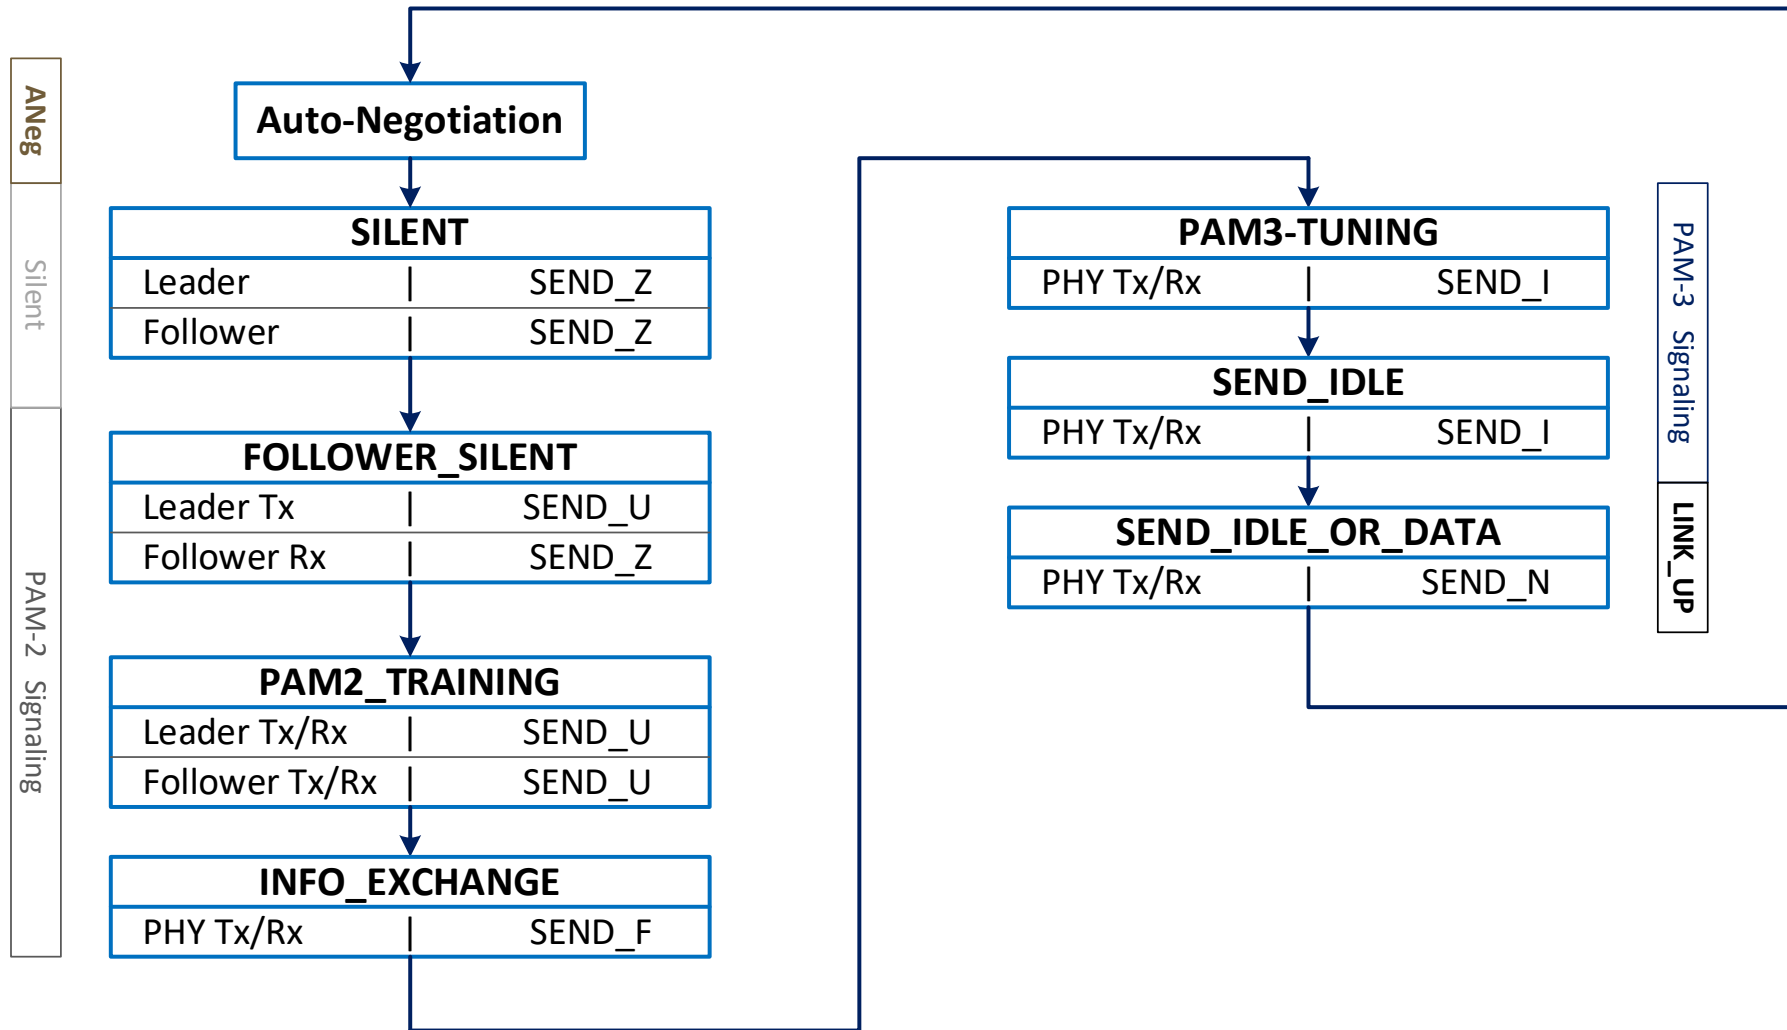 ANeg
Silent
PAM-2 Signaling
Auto-Negotiation
SILENT
Leader | SEND_Z
Follower | SEND_Z
FOLLOWER_SILENT
Leader Tx | SEND_U
Follower Rx | SEND_Z
PAM2_TRAINING
Leader Tx/Rx | SEND_U
Follower Tx/Rx | SEND_U
INFO_EXCHANGE
PHY Tx/Rx | SEND_F
PAM3-TUNING
PHY Tx/Rx | SEND_I
SEND_IDLE
PHY Tx/Rx | SEND_I
SEND_IDLE_OR_DATA
PHY Tx/Rx | SEND_N
PAM-3 Signaling
LINK_UP